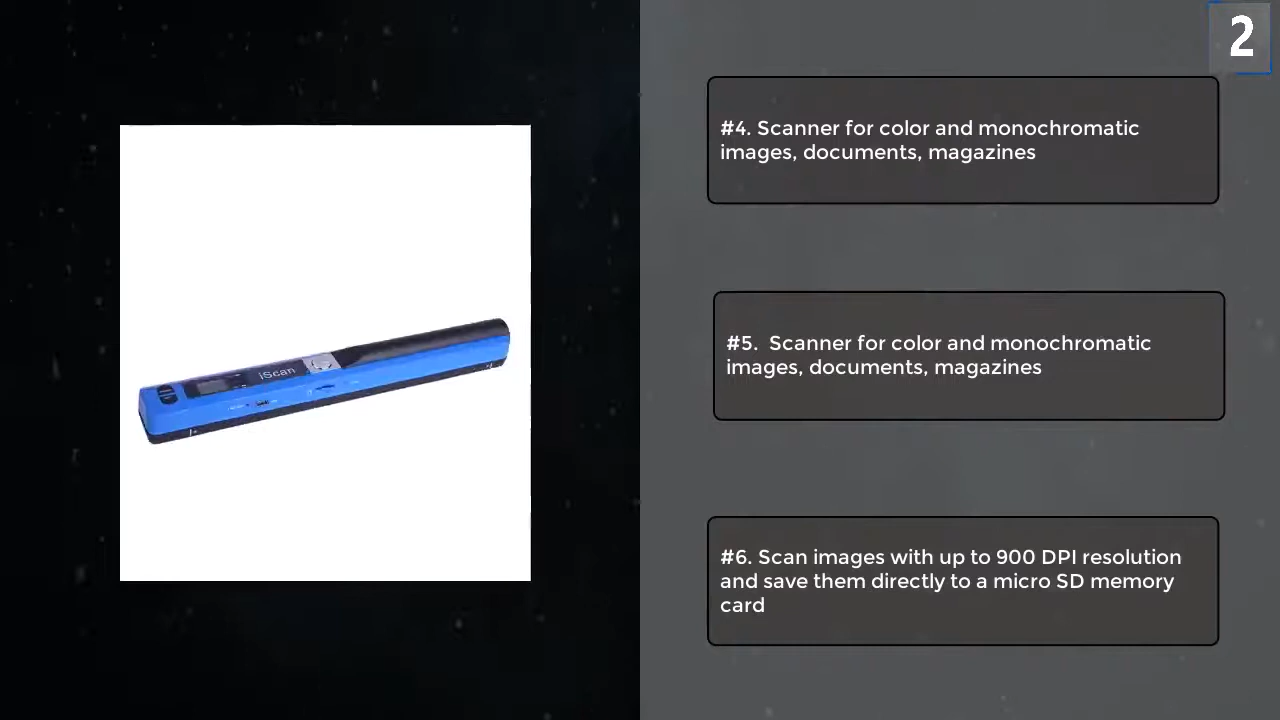 2
#4. Scanner for color and monochromatic
images, documents, magazines
#5.  Scanner for color and monochromatic
images, documents, magazines
#6. Scan images with up to 900 DPI resolution
and save them directly to a micro SD memory
card
iScan